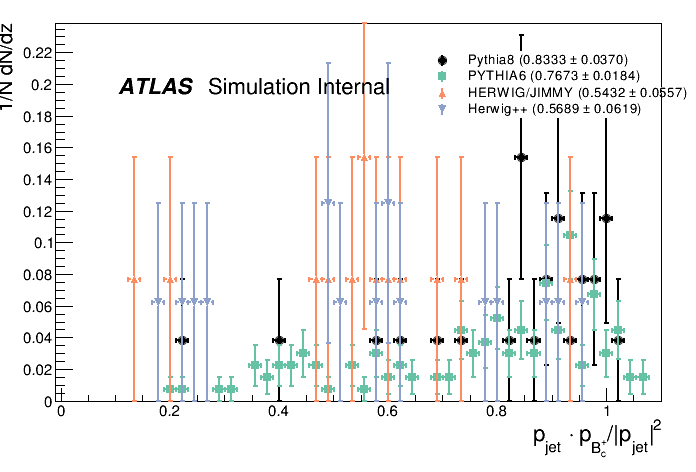 1/N dN/dz
ATLAS Simulation Internal
Pythia8 (0.8333 ± 0.0370)
PYTHIA6 (0.7673 ± 0.0184)
HERWIG/JIMMY (0.5432 ± 0.0557)
Herwig++ (0.5689 ± 0.0619)
0.22
0.2
0.18
0.16
0.14
0.12
0.1
0.08
0.06
0.04
0.02
0
0 0.2 0.4 0.6 0.8 1
p_jet · p_{B_c^+}/|p_jet|^2